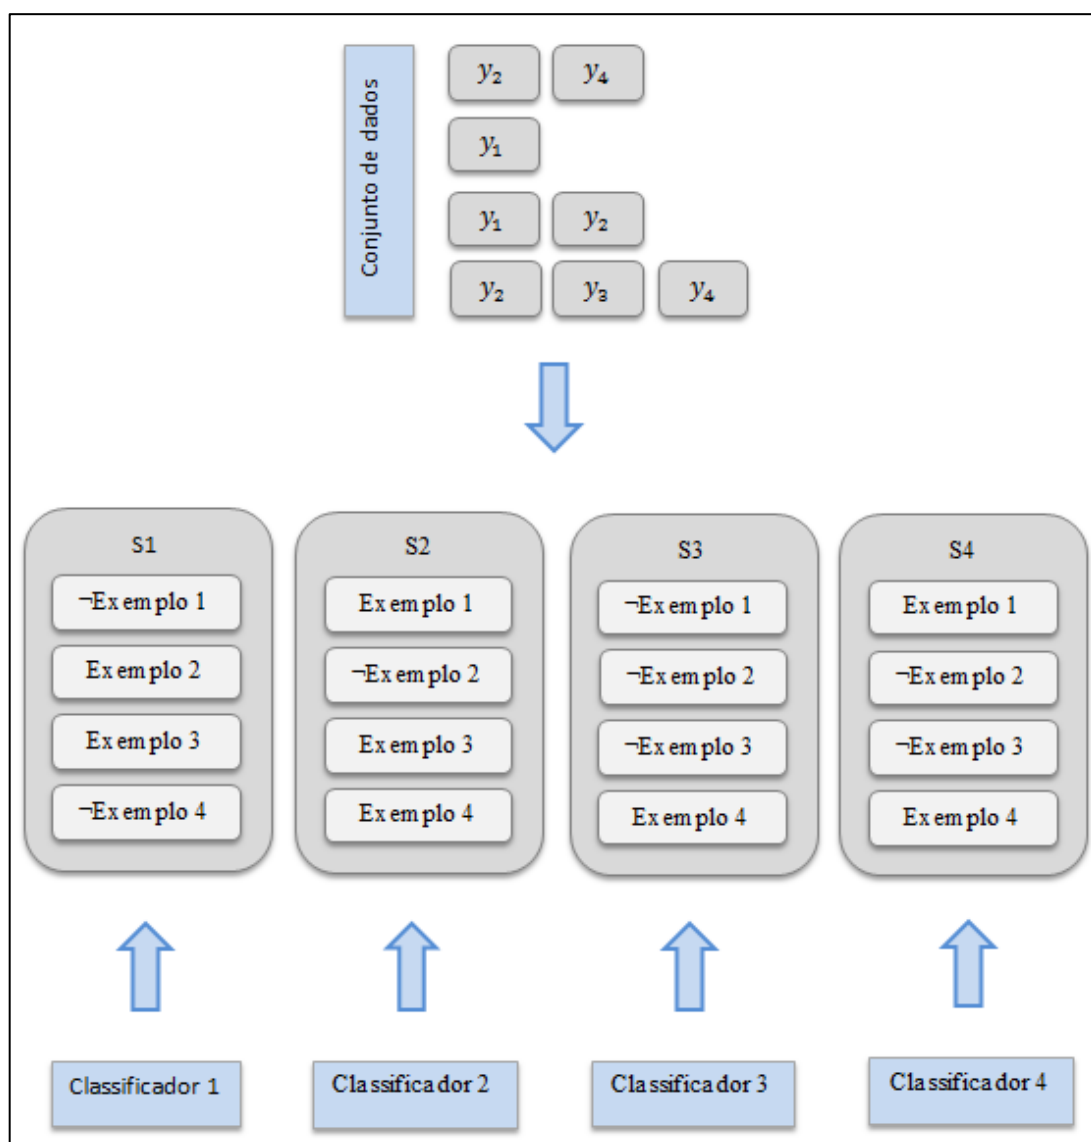 Conjunto de dados
y₂ y₄
y₁
y₁ y₂
y₂ y₃ y₄
S1 S2 S3 S4
¬Exemplo 1 Exemplo 1 ¬Exemplo 1 Exemplo 1
Exemplo 2 ¬Exemplo 2 ¬Exemplo 2 ¬Exemplo 2
Exemplo 3 Exemplo 3 ¬Exemplo 3 ¬Exemplo 3
¬Exemplo 4 Exemplo 4 Exemplo 4 Exemplo 4
Classificador 1 Classificador 2 Classificador 3 Classificador 4